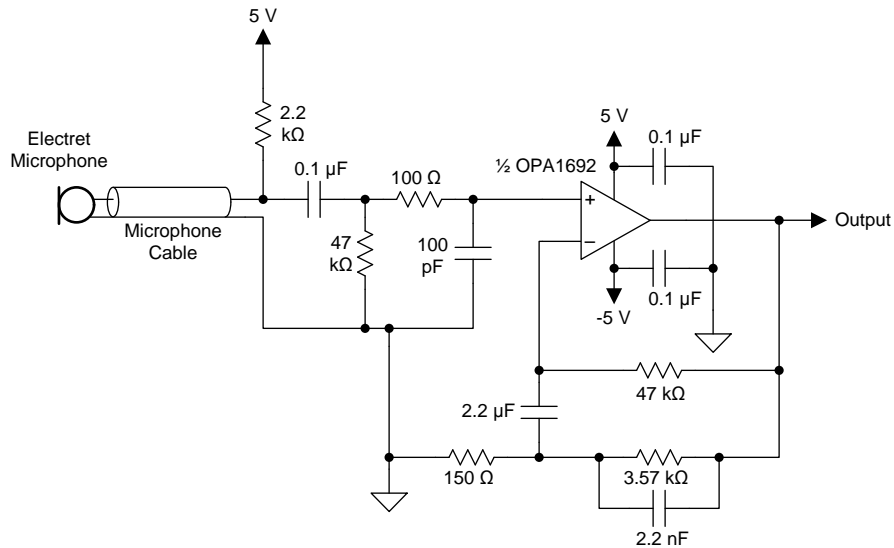 5 V
2.2
kΩ
Electret
Microphone
Microphone
Cable
0.1 µF
47
kΩ
100 Ω
100
pF
½ OPA1692
5 V
0.1 µF
+
−
0.1 µF
-5 V
Output
47 kΩ
2.2 µF
150 Ω
3.57 kΩ
2.2 nF